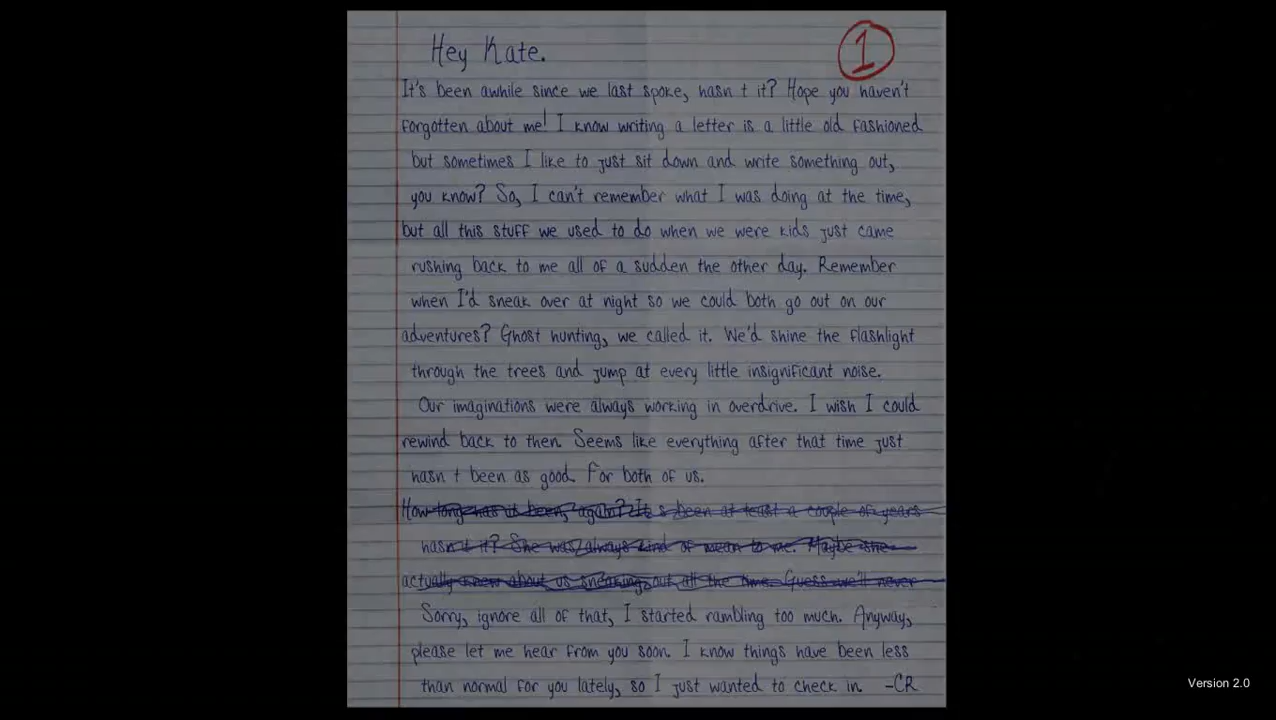 Hey Kate.
1
It's been awhile since we last spoke, hasn t it? Hope you haven't
forgotten about me! I know writing a letter is a little old fashioned
but sometimes I like to just sit down and write something out,
you know? So, I can't remember what I was doing at the time,
but all this stuff we used to do when we were kids just came
rushing back to me all of a sudden the other day. Remember
when I'd sneak over at night so we could both go out on our
adventures? Ghost hunting, we called it. We'd shine the flashlight
through the trees and jump at every little insignificant noise.
Our imaginations were always working in overdrive. I wish I could
rewind back to then. Seems like everything after that time just
hasn t been as good. For both of us.
How long has it been, again? It s been at least a couple of years
hasn t it? She was always kind of mean to me. Maybe she
actually knew about us sneaking out all the time. Guess we'll never
Sorry, ignore all of that, I started rambling too much. Anyway,
please let me hear from you soon. I know things have been less
than normal for you lately, so I just wanted to check in. -CR
Version 2.0